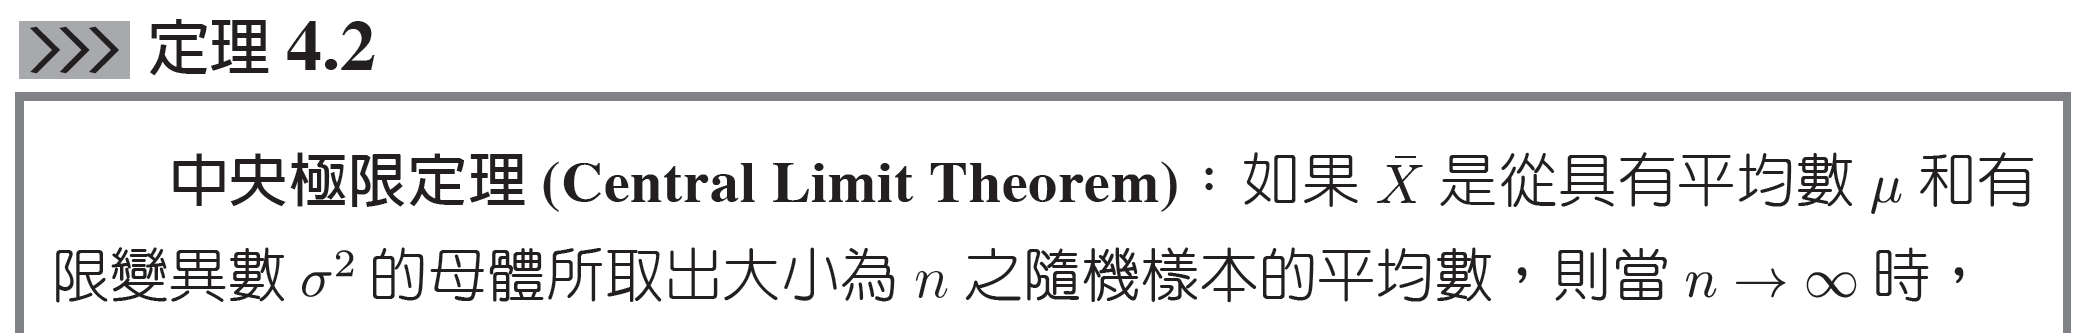 >>> 定理 4.2
中央極限定理 (Central Limit Theorem)：如果 X̄ 是從具有平均數 μ 和有
限變異數 σ² 的母體所取出大小為 n 之隨機樣本的平均數，則當 n → ∞ 時，